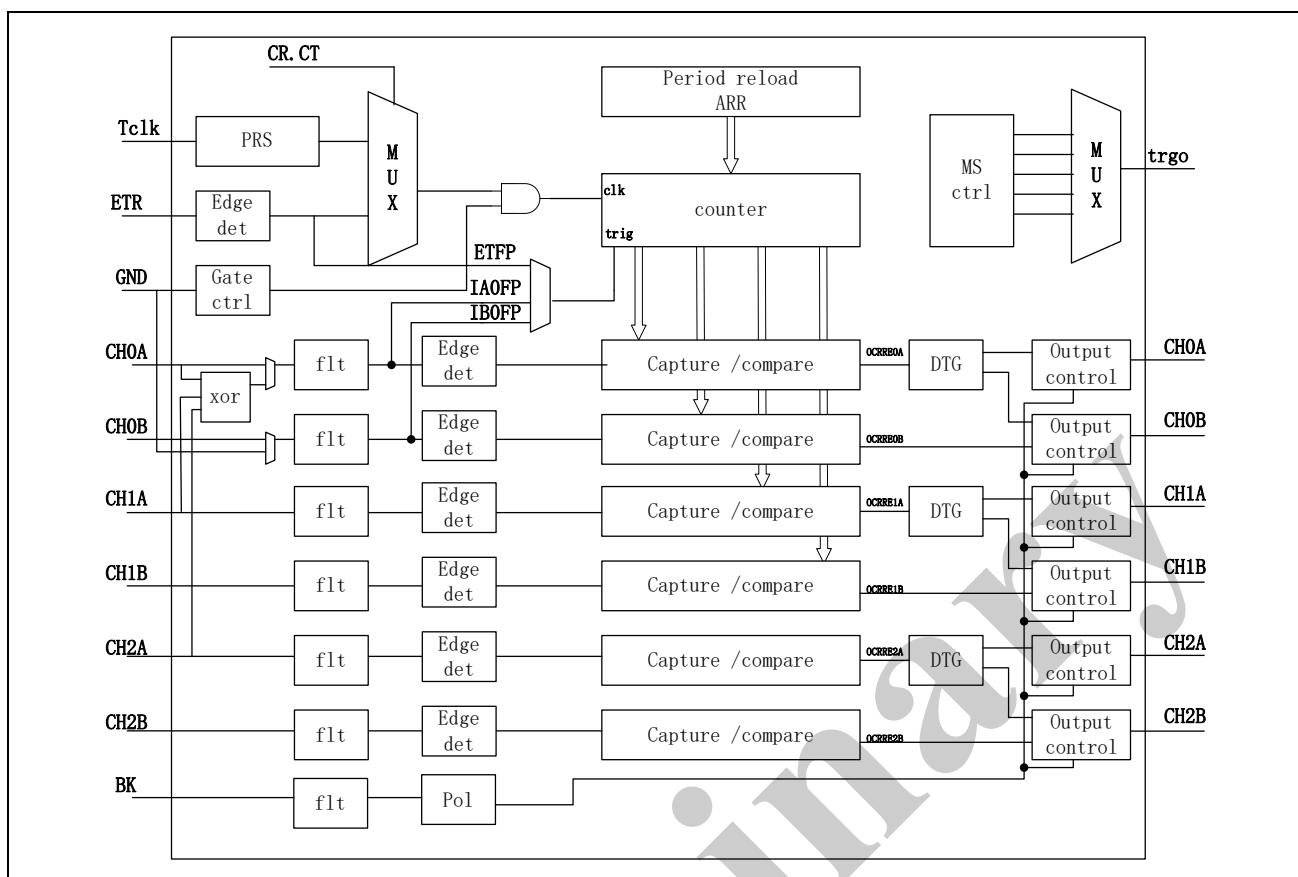 CR.CT
Period reload
ARR
Tclk
PRS
M
U
X
MS
ctrl
M
U
X
trgo
clk
counter
trig
ETR
Edge
det
GND
Gate
ctrl
ETFP
IA0FP
IB0FP
CH0A
flt
Edge
det
Capture /compare
OCRRE0A
DTG
Output
control
CH0A
xor
CH0B
flt
Edge
det
Capture /compare
OCRRE0B
Output
control
CH0B
CH1A
flt
Edge
det
Capture /compare
OCRRE1A
DTG
Output
control
CH1A
CH1B
flt
Edge
det
Capture /compare
OCRRE1B
Output
control
CH1B
CH2A
flt
Edge
det
Capture /compare
OCRRE2A
DTG
Output
control
CH2A
CH2B
flt
Edge
det
Capture /compare
OCRRE2B
Output
control
CH2B
BK
flt
Pol
inary